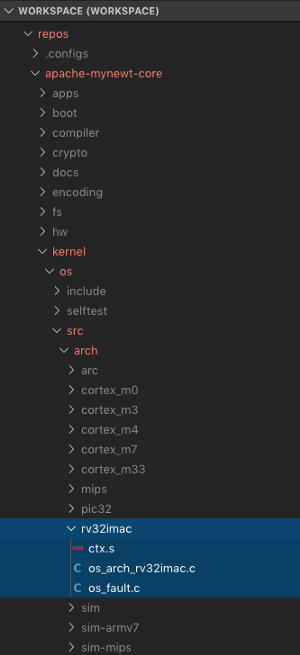 WORKSPACE (WORKSPACE)
repos
.configs
apache-mynewt-core
apps
boot
compiler
crypto
docs
encoding
fs
hw
kernel
os
include
selftest
src
arch
arc
cortex_m0
cortex_m3
cortex_m4
cortex_m7
cortex_m33
mips
pic32
rv32imac
ASM ctx.s
C os_arch_rv32imac.c
C os_fault.c
sim
sim-armv7
sim-mips